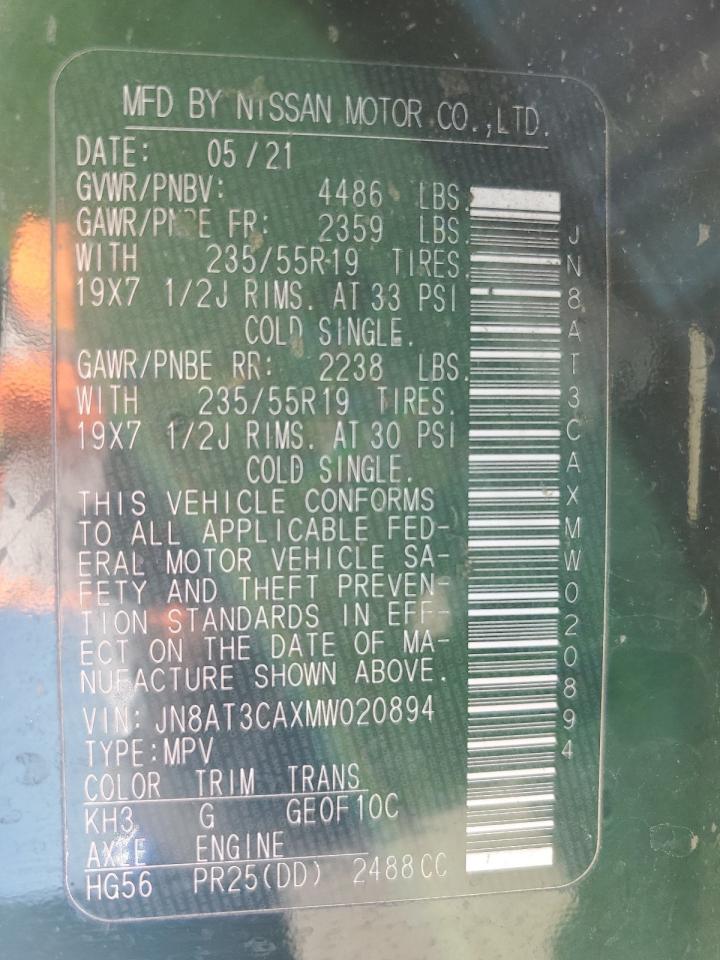 MFD BY NISSAN MOTOR CO.,LTD.
DATE: 05/21
GVWR/PNBV: 4486 LBS.
GAWR/PNBE FR: 2359 LBS.
WITH 235/55R19 TIRES.
19X7 1/2J RIMS. AT 33 PSI
COLD SINGLE.
GAWR/PNBE RR: 2238 LBS.
WITH 235/55R19 TIRES.
19X7 1/2J RIMS. AT 30 PSI
COLD SINGLE.
THIS VEHICLE CONFORMS
TO ALL APPLICABLE FED-
ERAL MOTOR VEHICLE SA-
FETY AND THEFT PREVEN-
TION STANDARDS IN EFF-
ECT ON THE DATE OF MA-
NUFACTURE SHOWN ABOVE.
VIN: JN8AT3CAXMW020894
TYPE:MPV
COLOR TRIM TRANS
KH3 G GE0F10C
AXLE ENGINE
HG56 PR25(DD) 2488CC
JN8AT3CAXMW020894